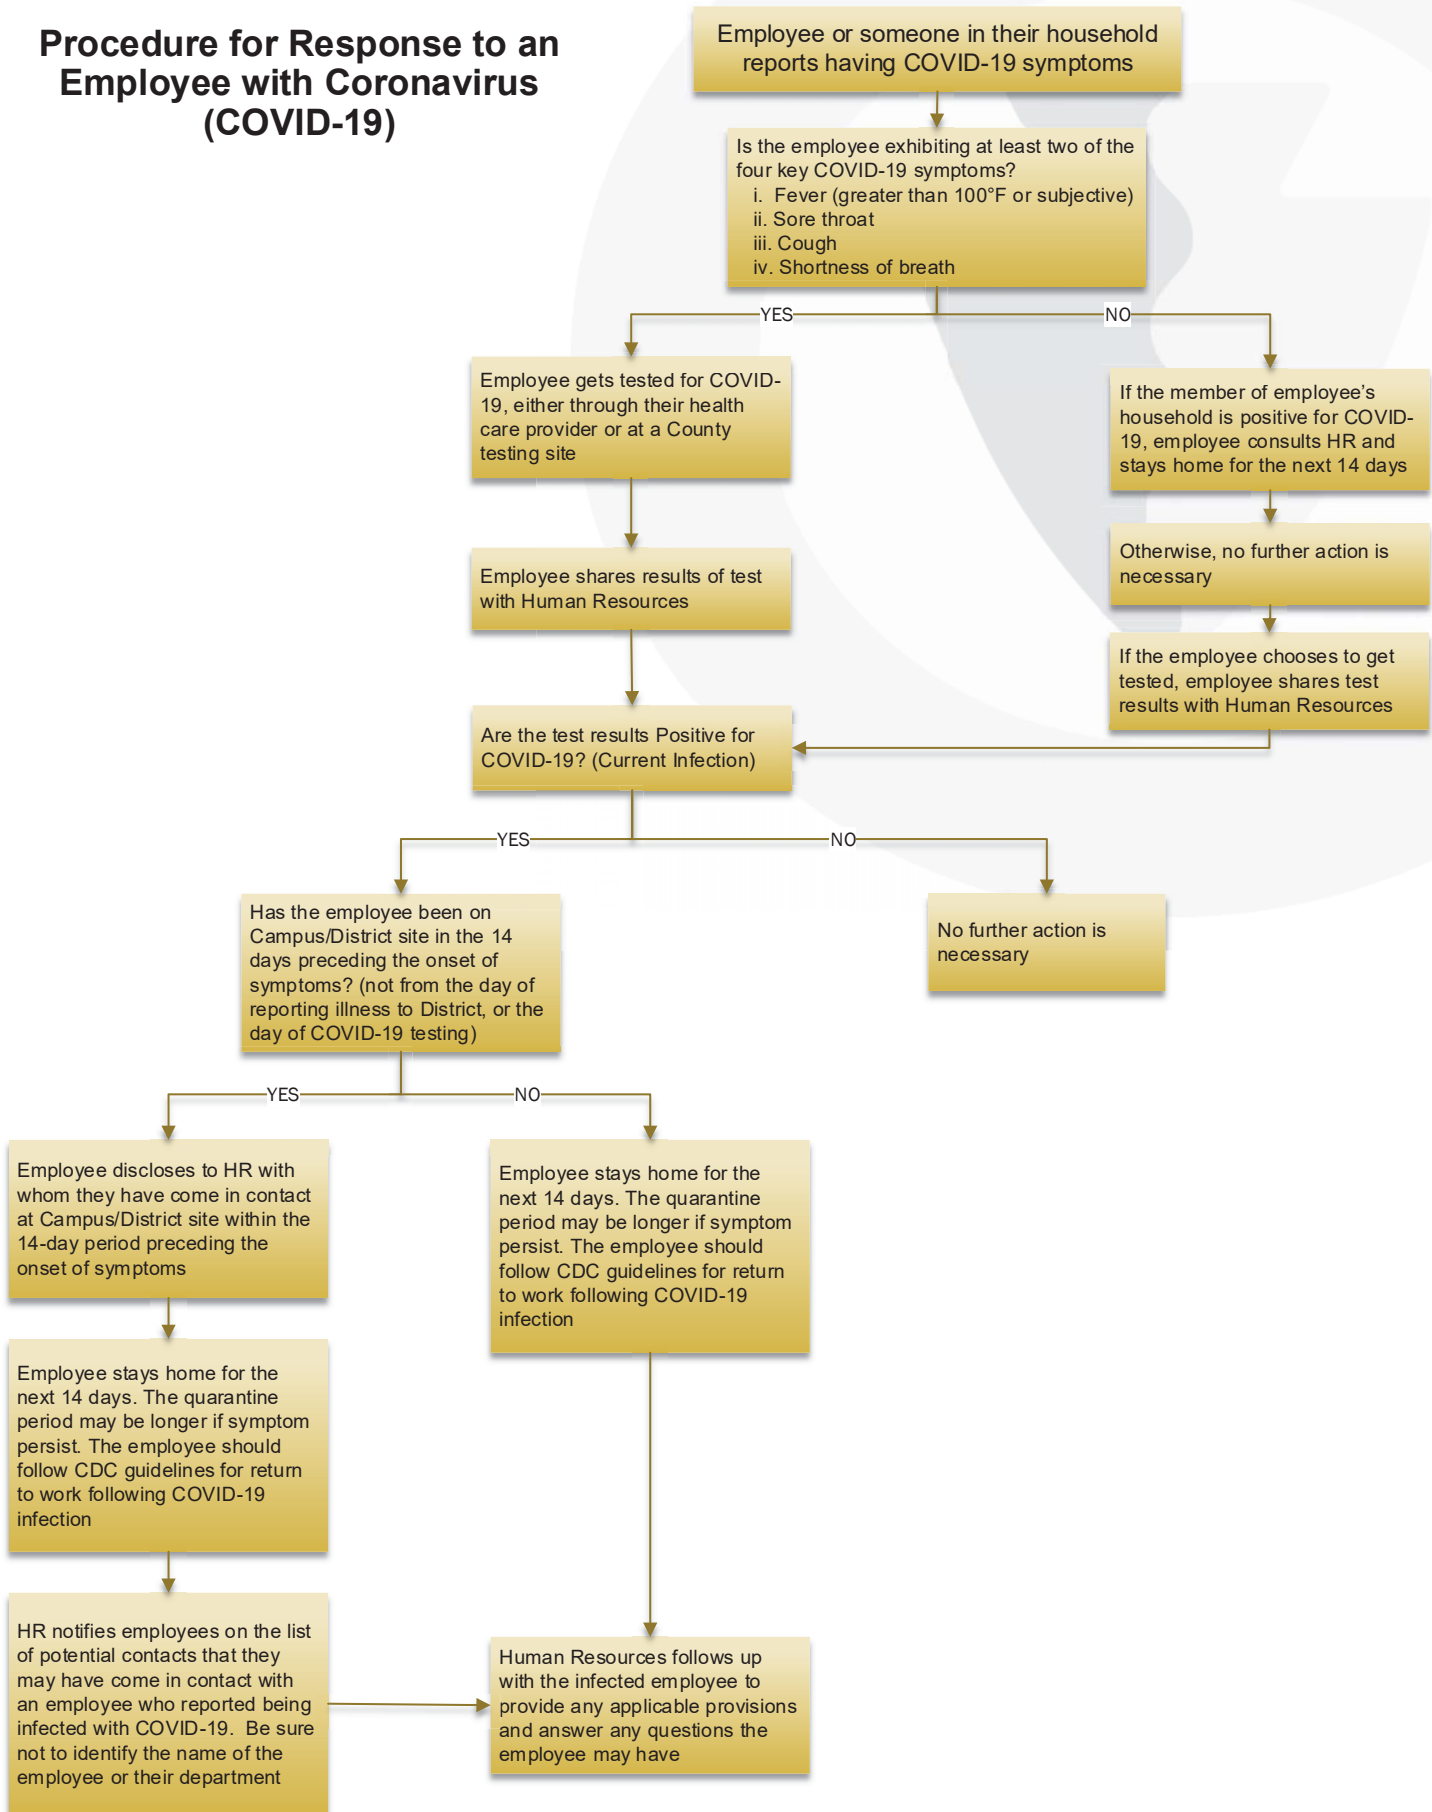 Procedure for Response to an
Employee with Coronavirus
(COVID-19)
Employee or someone in their household
reports having COVID-19 symptoms
Is the employee exhibiting at least two of the
four key COVID-19 symptoms?
i. Fever (greater than 100°F or subjective)
ii. Sore throat
iii. Cough
iv. Shortness of breath
YES
NO
Employee gets tested for COVID-
19, either through their health
care provider or at a County
testing site
If the member of employee’s
household is positive for COVID-
19, employee consults HR and
stays home for the next 14 days
Employee shares results of test
with Human Resources
Otherwise, no further action is
necessary
If the employee chooses to get
tested, employee shares test
results with Human Resources
Are the test results Positive for
COVID-19? (Current Infection)
YES
NO
Has the employee been on
Campus/District site in the 14
days preceding the onset of
symptoms? (not from the day of
reporting illness to District, or the
day of COVID-19 testing)
No further action is
necessary
YES
NO
Employee discloses to HR with
whom they have come in contact
at Campus/District site within the
14-day period preceding the
onset of symptoms
Employee stays home for the
next 14 days. The quarantine
period may be longer if symptom
persist. The employee should
follow CDC guidelines for return
to work following COVID-19
infection
Employee stays home for the
next 14 days. The quarantine
period may be longer if symptom
persist. The employee should
follow CDC guidelines for return
to work following COVID-19
infection
HR notifies employees on the list
of potential contacts that they
may have come in contact with
an employee who reported being
infected with COVID-19.  Be sure
not to identify the name of the
employee or their department
Human Resources follows up
with the infected employee to
provide any applicable provisions
and answer any questions the
employee may have